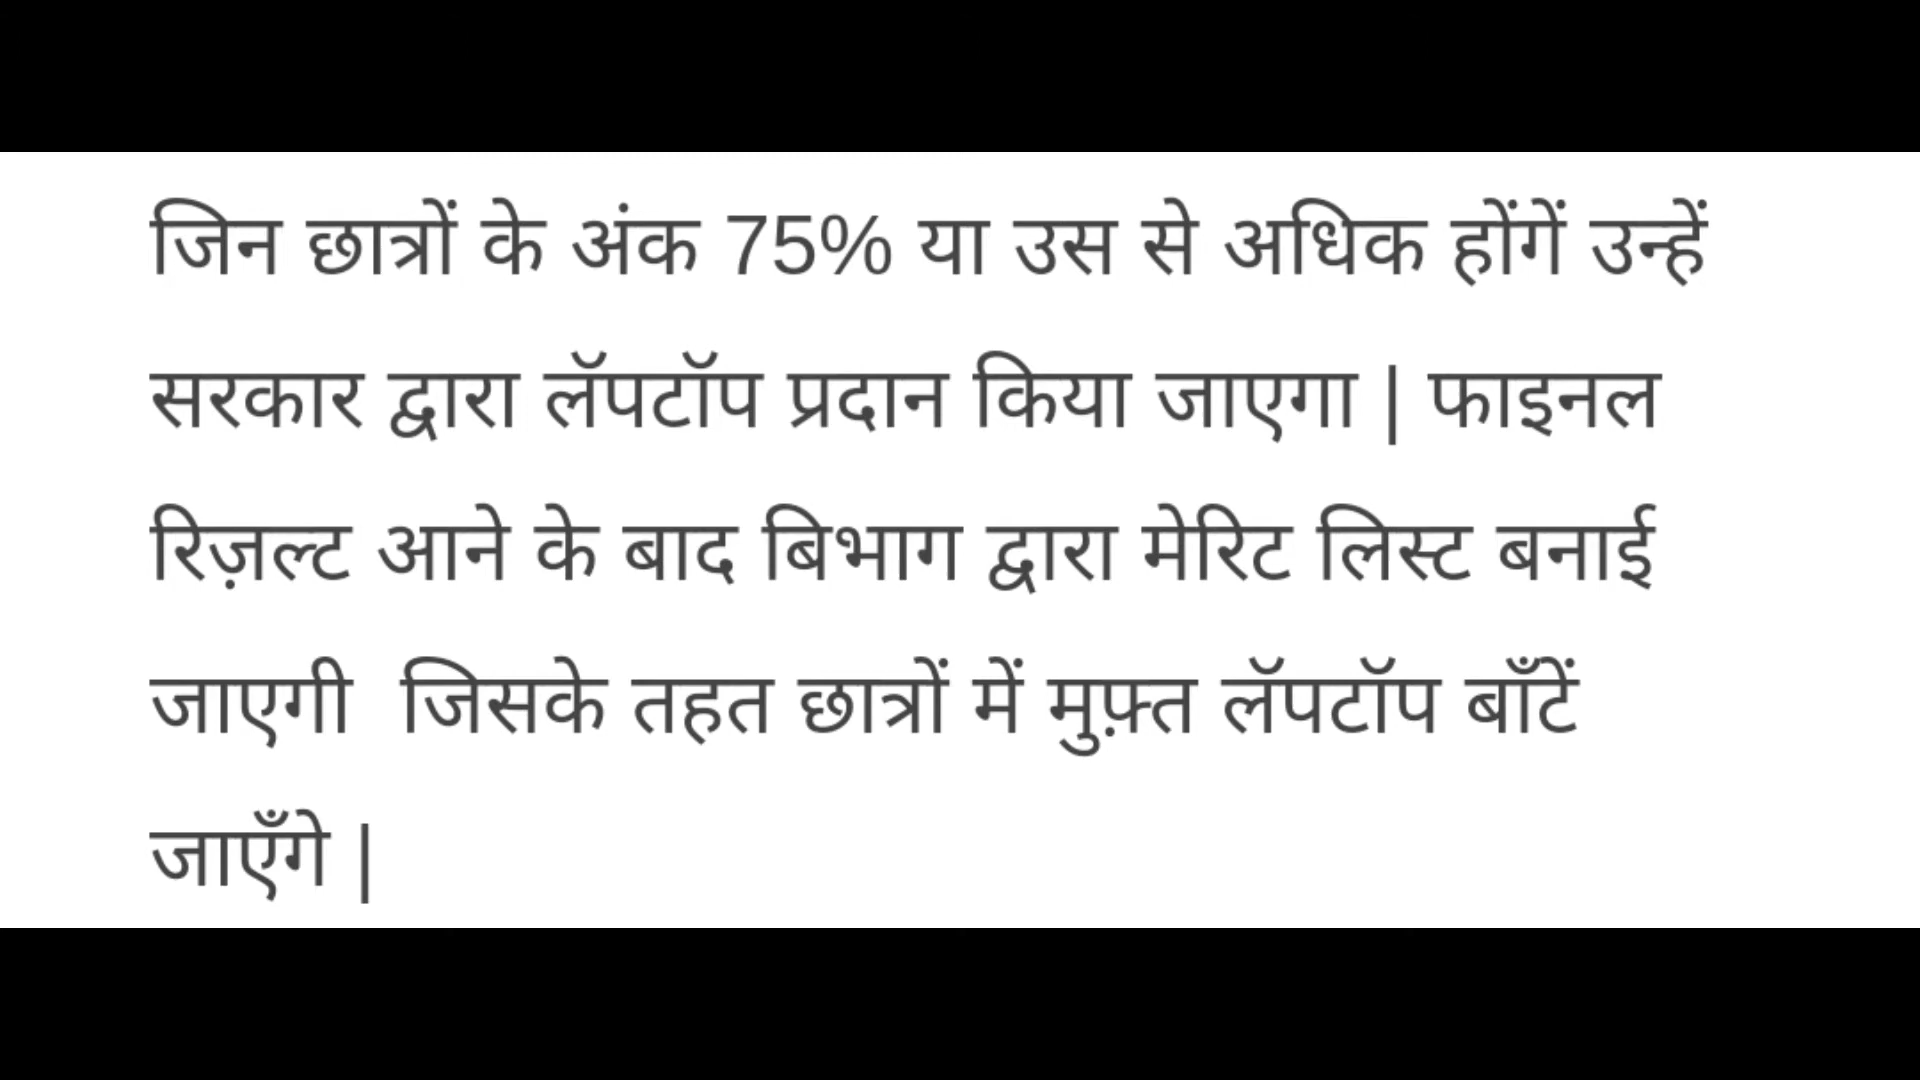 जिन छात्रों के अंक 75% या उस से अधिक होंगें उन्हें
सरकार द्वारा लॅपटॉप प्रदान किया जाएगा | फाइनल
रिज़ल्ट आने के बाद बिभाग द्वारा मेरिट लिस्ट बनाई
जाएगी  जिसके तहत छात्रों में मुफ़्त लॅपटॉप बाँटें
जाएँगे |